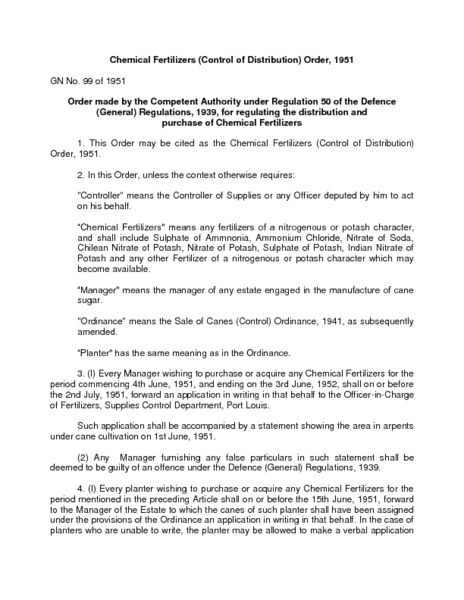 Chemical Fertilizers (Control of Distribution) Order, 1951
GN No. 99 of 1951
Order made by the Competent Authority under Regulation 50 of the Defence
(General) Regulations, 1939, for regulating the distribution and
purchase of Chemical Fertilizers
1. This Order may be cited as the Chemical Fertilizers (Control of Distribution)
Order, 1951.
2. In this Order, unless the context otherwise requires:
"Controller" means the Controller of Supplies or any Officer deputed by him to act
on his behalf.
"Chemical Fertilizers" means any fertilizers of a nitrogenous or potash character,
and shall include Sulphate of Ammnonia, Ammonium Chloride, Nitrate of Soda,
Chilean Nitrate of Potash, Nitrate of Potash, Sulphate of Potash, Indian Nitrate of
Potash and any other Fertilizer of a nitrogenous or potash character which may
become available.
"Manager" means the manager of any estate engaged in the manufacture of cane
sugar.
"Ordinance" means the Sale of Canes (Control) Ordinance, 1941, as subsequently
amended.
"Planter" has the same meaning as in the Ordinance.
3. (l) Every Manager wishing to purchase or acquire any Chemical Fertilizers for the
period commencing 4th June, 1951, and ending on the 3rd June, 1952, shall on or before
the 2nd July, 1951, forward an application in writing in that behalf to the Officer-in-Charge
of Fertilizers, Supplies Control Department, Port Louis.
Such application shall be accompanied by a statement showing the area in arpents
under cane cultivation on 1st June, 1951.
(2) Any Manager furnishing any false particulars in such statement shall be
deemed to be guilty of an offence under the Defence (General) Regulations, 1939.
4. (l) Every planter wishing to purchase or acquire any Chemical Fertilizers for the
period mentioned in the preceding Article shall on or before the 15th June, 1951, forward
to the Manager of the Estate to which the canes of such planter shall have been assigned
under the provisions of the Ordinance an application in writing in that behalf. In the case of
planters who are unable to write, the planter may be allowed to make a verbal application